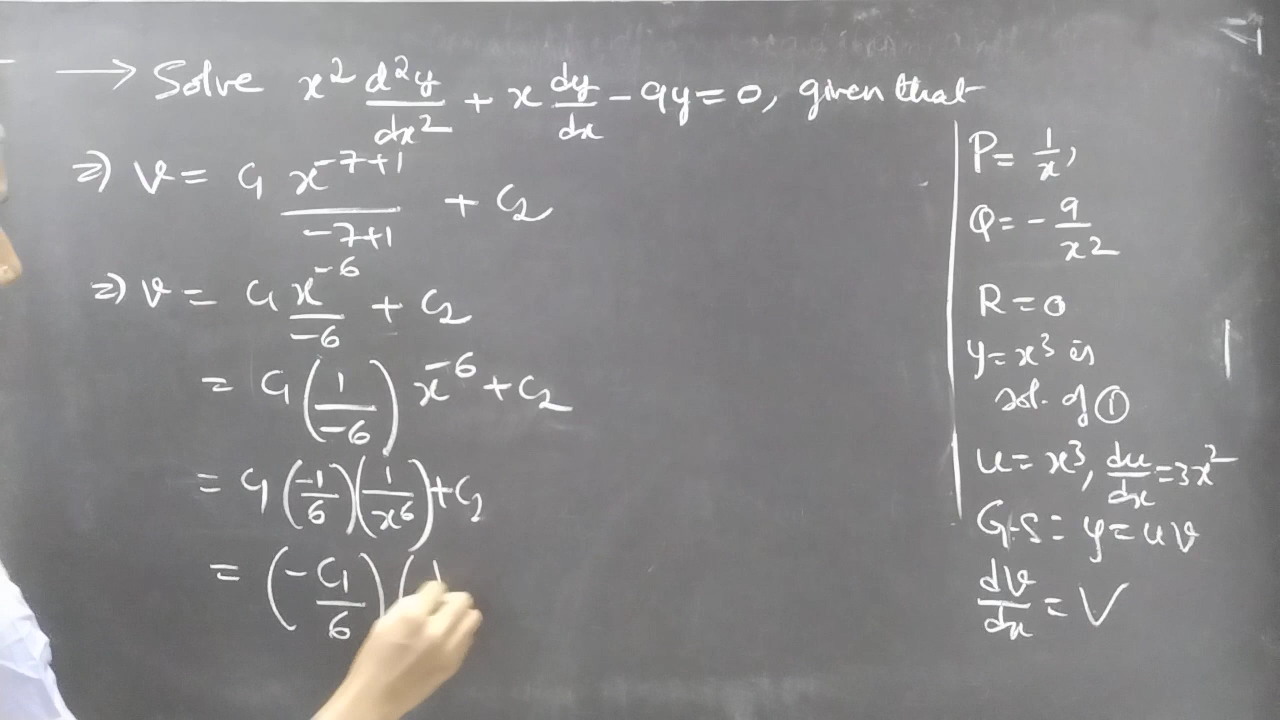 → Solve x² d²y/dx² + x dy/dx - 9y = 0, given that
⇒ v = C₁ x^(-7+1)/(-7+1) + C₂
⇒ v = C₁ x^(-6)/(-6) + C₂
= C₁ (1/(-6)) x^(-6) + C₂
= C₁ (-1/6)(1/x⁶) + C₂
= (-C₁/6)(1
P = 1/x,
Q = - 9/x²
R = 0
y = x³ is
sol. of ①
u = x³, du/dx = 3x²
G.S = y = uv
dv/dx = V